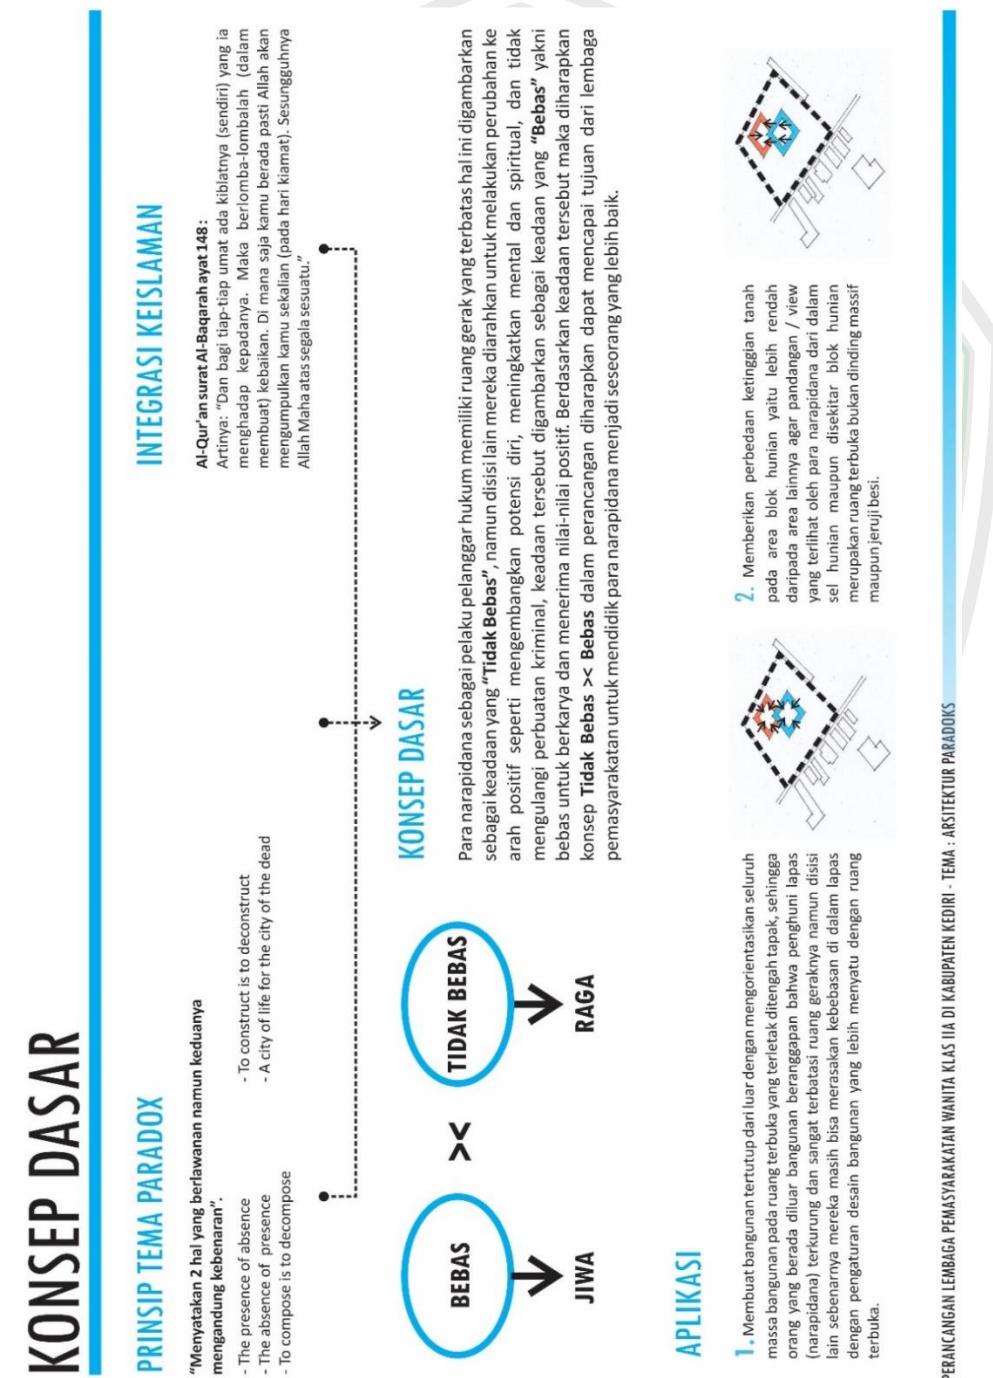 KONSEP DASAR
PRINSIP TEMA PARADOX
"Menyatakan 2 hal yang berlawanan namun keduanya
mengandung kebenaran".
- The presence of absence
- The absence of presence
- To compose is to decompose
- To construct is to deconstruct
- A city of life for the city of the dead
INTEGRASI KEISLAMAN
Al-Qur'an surat Al-Baqarah ayat 148 :
Artinya: "Dan bagi tiap-tiap umat ada kiblatnya (sendiri) yang ia
menghadap kepadanya. Maka berlomba-lombalah (dalam
membuat) kebaikan. Di mana saja kamu berada pasti Allah akan
mengumpulkan kamu sekalian (pada hari kiamat). Sesungguhnya
Allah Maha atas segala sesuatu."
BEBAS
><
TIDAK BEBAS
JIWA
RAGA
KONSEP DASAR
Para narapidana sebagai pelaku pelanggar hukum memiliki ruang gerak yang terbatas hal ini digambarkan
sebagai keadaan yang "Tidak Bebas", namun disisi lain mereka diarahkan untuk melakukan perubahan ke
arah positif seperti mengembangkan potensi diri, meningkatkan mental dan spiritual, dan tidak
mengulangi perbuatan kriminal, keadaan tersebut digambarkan sebagai keadaan yang "Bebas" yakni
bebas untuk berkarya dan menerima nilai-nilai positif. Berdasarkan keadaan tersebut maka diharapkan
konsep Tidak Bebas >< Bebas dalam perancangan diharapkan dapat mencapai tujuan dari lembaga
pemasyarakatan untuk mendidik para narapidana menjadi seseorang yang lebih baik.
APLIKASI
1. Membuat bangunan tertutup dari luar dengan mengorientasikan seluruh
massa bangunan pada ruang terbuka yang terletak ditengah tapak, sehingga
orang yang berada diluar bangunan beranggapan bahwa penghuni lapas
(narapidana) terkurung dan sangat terbatasi ruang geraknya namun disisi
lain sebenarnya mereka masih bisa merasakan kebebasan di dalam lapas
dengan pengaturan desain bangunan yang lebih menyatu dengan ruang
terbuka.
2. Memberikan perbedaan ketinggian tanah
pada area blok hunian yaitu lebih rendah
daripada area lainnya agar pandangan / view
yang terlihat oleh para narapidana dari dalam
sel hunian maupun disekitar blok hunian
merupakan ruang terbuka bukan dinding massif
maupun jeruji besi.
PERANCANGAN LEMBAGA PEMASYARAKATAN WANITA KLAS IIA DI KABUPATEN KEDIRI - TEMA : ARSITEKTUR PARADOKS